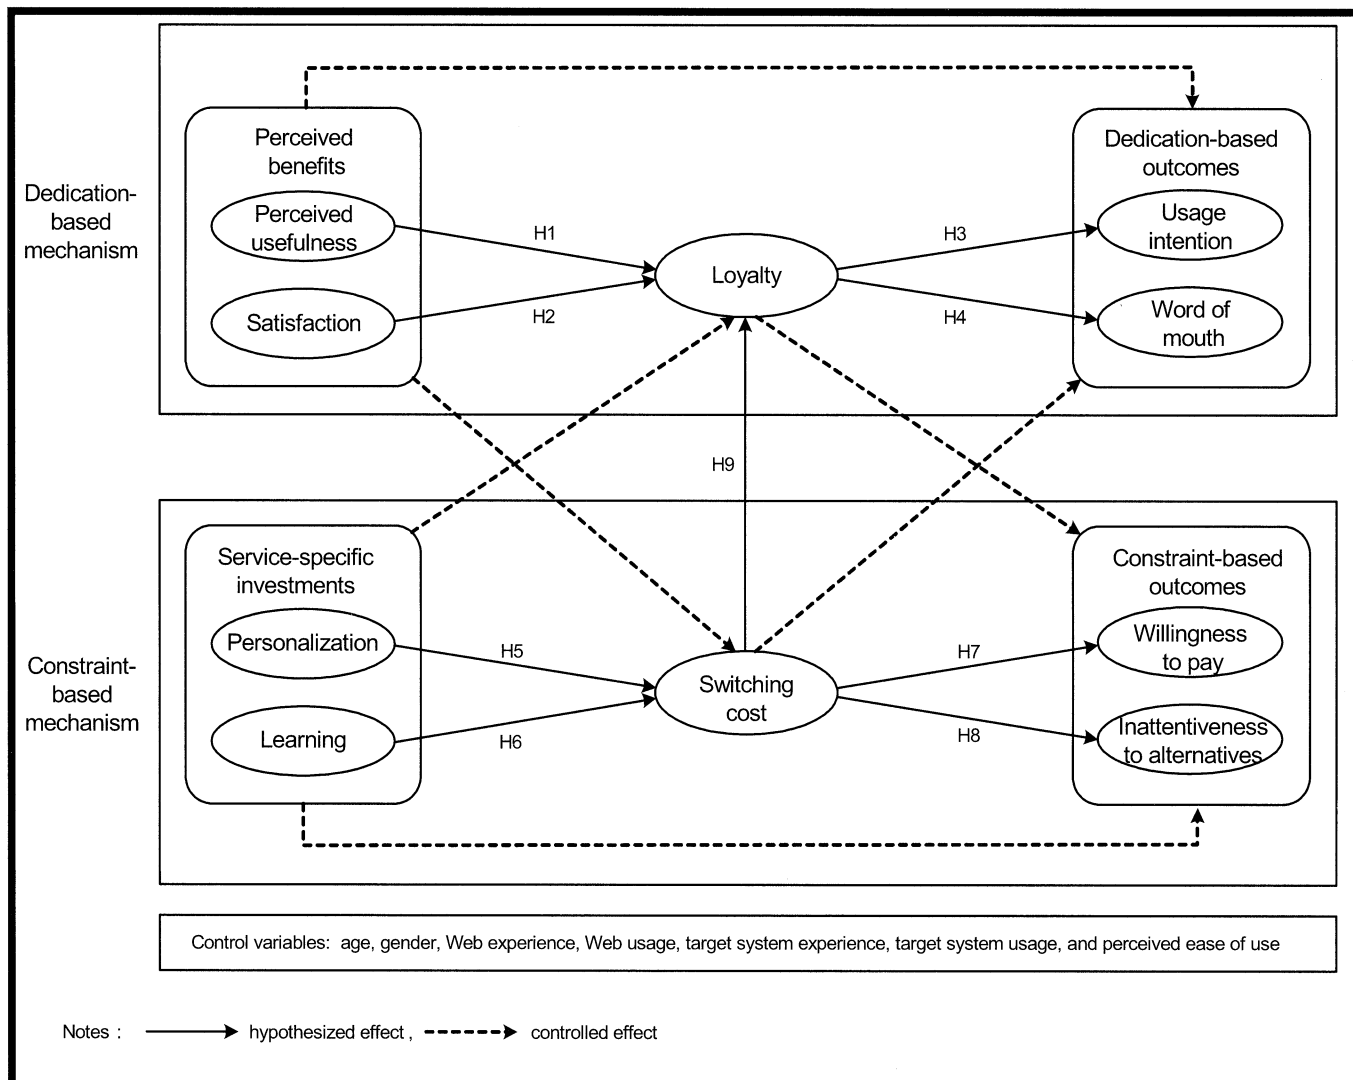 Dedication-
based
mechanism
Perceived
benefits
Perceived
usefulness
Satisfaction
H1
H2
Loyalty
H3
H4
Dedication-based
outcomes
Usage
intention
Word of
mouth
H9
Constraint-
based
mechanism
Service-specific
investments
Personalization
Learning
H5
H6
Switching
cost
H7
H8
Constraint-based
outcomes
Willingness
to pay
Inattentiveness
to alternatives
Control variables: age, gender, Web experience, Web usage, target system experience, target system usage, and perceived ease of use
Notes : hypothesized effect , controlled effect